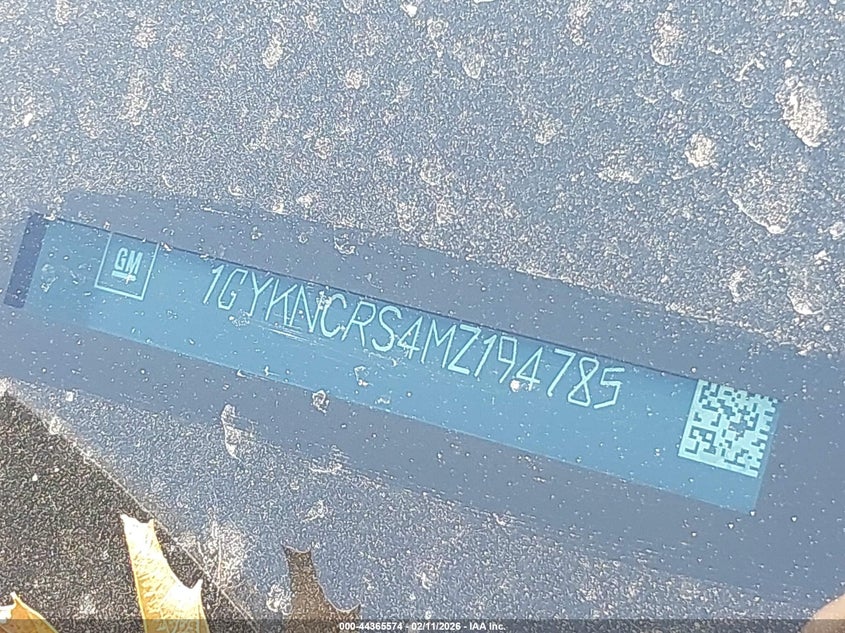 GM
1GYKNCRS4MZ194785
000-44365574 - 02/11/2026 - IAA Inc.